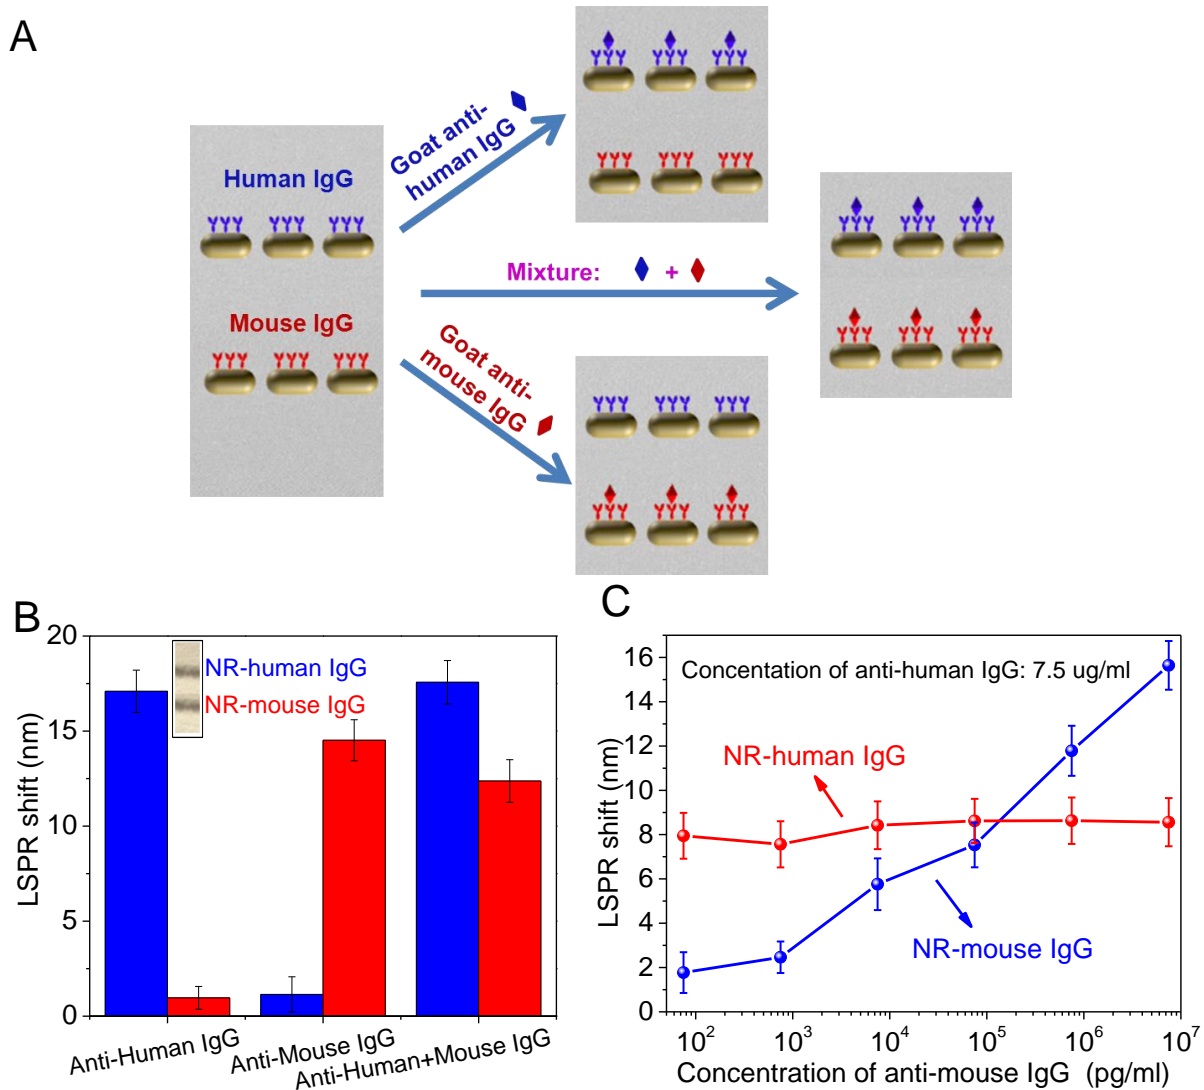 A
Human IgG
Mouse IgG
Goat anti-
human IgG
Mixture: +
Goat anti-
mouse IgG
B
20
15
10
5
0
LSPR shift (nm)
NR-human IgG
NR-mouse IgG
Anti-Human IgG
Anti-Mouse IgG
Anti-Human+Mouse IgG
C
16
14
12
10
8
6
4
2
0
LSPR shift (nm)
Concentation of anti-human IgG: 7.5 ug/ml
NR-human IgG
NR-mouse IgG
10² 10³ 10⁴ 10⁵ 10⁶ 10⁷
Concentration of anti-mouse IgG (pg/ml)